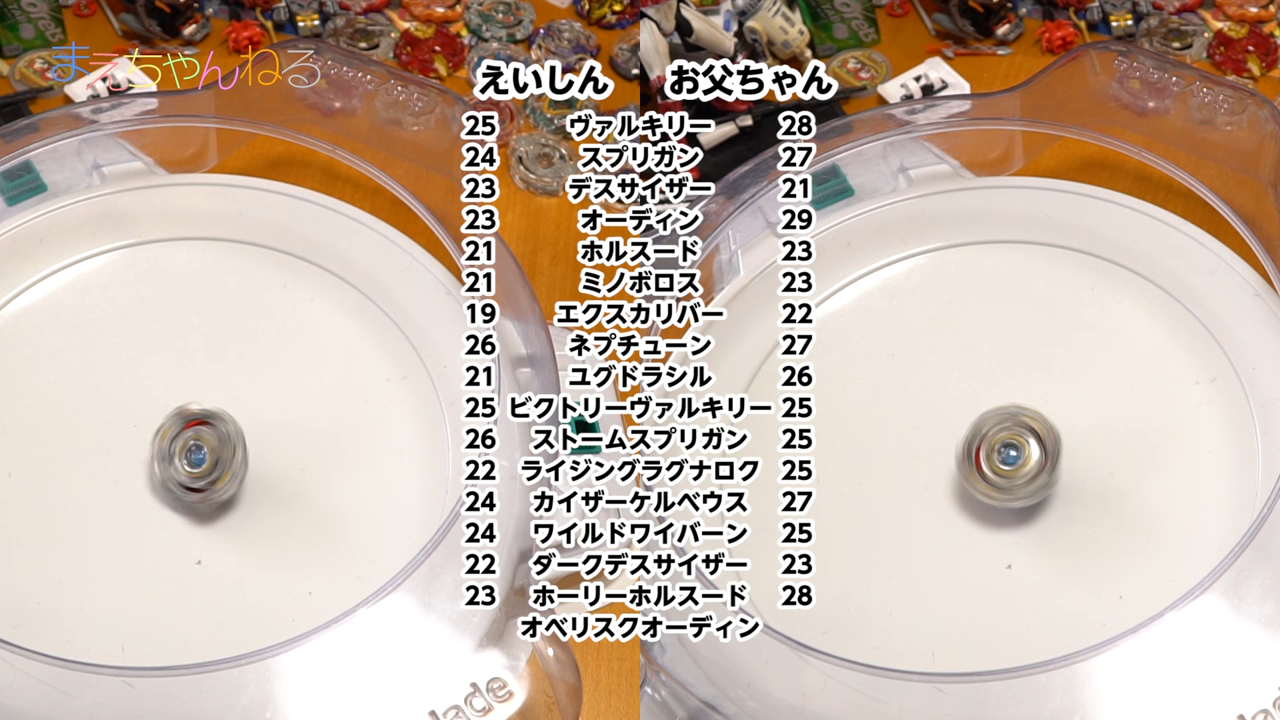 まえちゃんねる
えいしん お父ちゃん
25 ヴァルキリー 28
24 スプリガン 27
23 デスサイザー 21
23 オーディン 29
21 ホルスード 23
21 ミノボロス 23
19 エクスカリバー 22
26 ネプチューン 27
21 ユグドラシル 26
25 ビクトリーヴァルキリー 25
26 ストームスプリガン 25
22 ライジングラグナロク 25
24 カイザーケルベウス 27
24 ワイルドワイバーン 25
22 ダークデスサイザー 23
23 ホーリーホルスード 28
オベリスクオーディン
lade